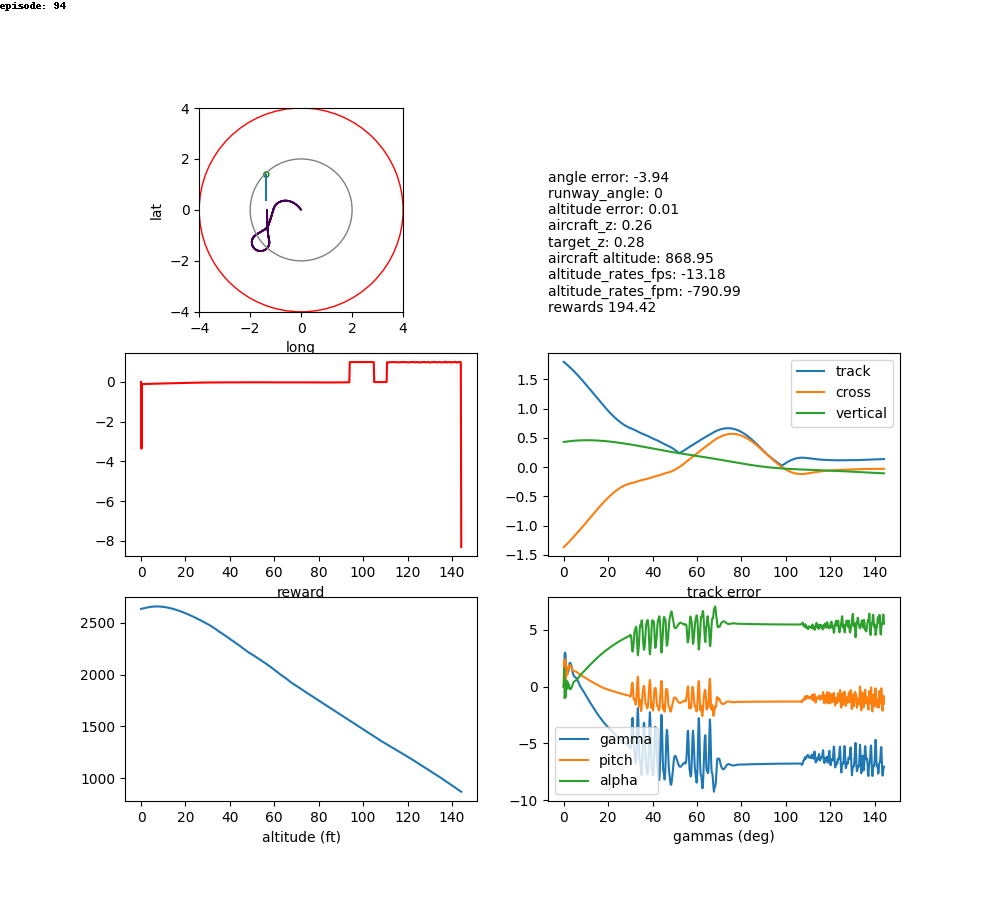 episode: 94
4
2
0
−2
−4
lat
−4 −2 0 2 4
long
angle error: -3.94
runway_angle: 0
altitude error: 0.01
aircraft_z: 0.26
target_z: 0.28
aircraft altitude: 868.95
altitude_rates_fps: -13.18
altitude_rates_fpm: -790.99
rewards 194.42
0
−2
−4
−6
−8
0 20 40 60 80 100 120 140
reward
1.5
1.0
0.5
0.0
−0.5
−1.0
−1.5
track
cross
vertical
0 20 40 60 80 100 120 140
track error
2500
2000
1500
1000
0 20 40 60 80 100 120 140
altitude (ft)
5
0
−5
−10
gamma
pitch
alpha
0 20 40 60 80 100 120 140
gammas (deg)